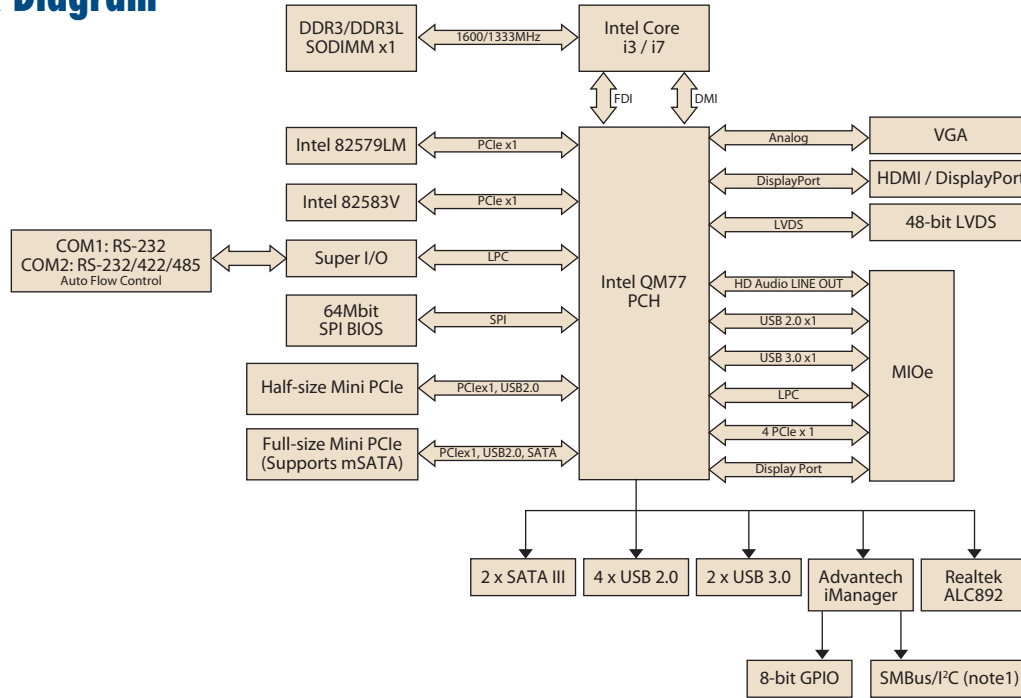 Diagram
DDR3/DDR3L
SODIMM x1
1600/1333MHz
Intel Core
i3 / i7
FDI
DMI
Intel 82579LM
PCIe x1
Intel 82583V
PCIe x1
COM1: RS-232
COM2: RS-232/422/485
Auto Flow Control
Super I/O
LPC
64Mbit
SPI BIOS
SPI
Half-size Mini PCIe
PCIex1, USB2.0
Full-size Mini PCIe
(Supports mSATA)
PCIex1, USB2.0, SATA
Intel QM77
PCH
Analog
VGA
DisplayPort
HDMI / DisplayPort
LVDS
48-bit LVDS
HD Audio LINE OUT
USB 2.0 x1
USB 3.0 x1
LPC
4 PCIe x 1
Display Port
MIOe
2 x SATA III
4 x USB 2.0
2 x USB 3.0
Advantech
iManager
Realtek
ALC892
8-bit GPIO
SMBus/I²C (note1)